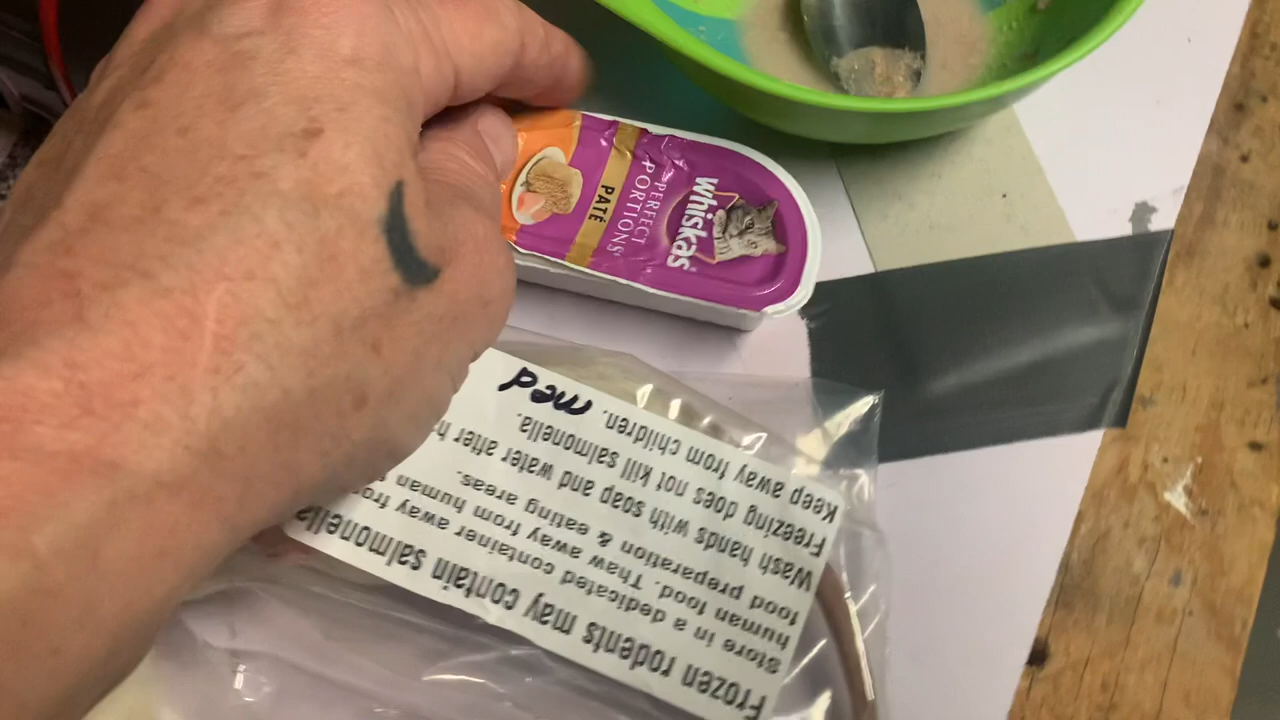 whiskas
PERFECT
PORTIONS
PATÉ
Frozen rodents may contain salmonella
Store in a dedicated container away from
human food. Thaw away from human
food preparation & eating areas.
Wash hands with soap and water after
Freezing does not kill salmonella.
Keep away from children.
med